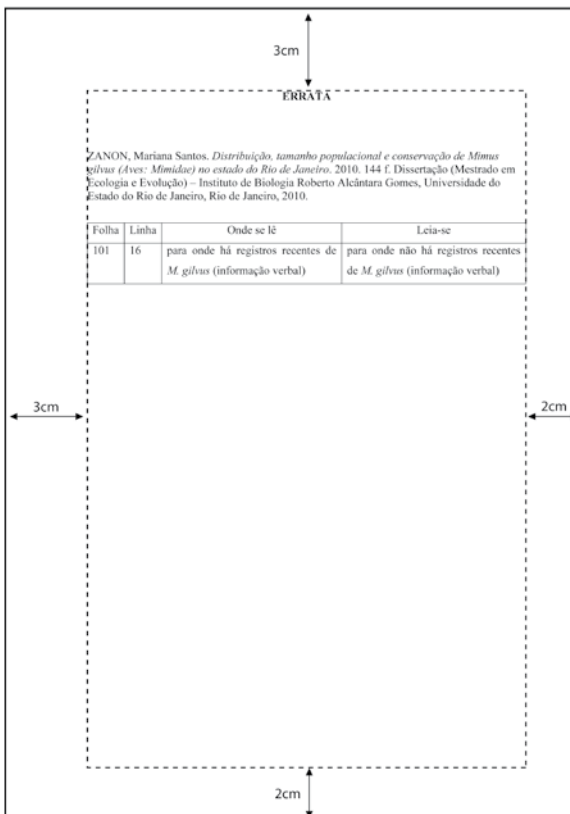 3cm
ERRATA
ZANON, Mariana Santos. Distribuição, tamanho populacional e conservação de Mimus
gilvus (Aves: Mimidae) no estado do Rio de Janeiro. 2010. 144 f. Dissertação (Mestrado em
Ecologia e Evolução) – Instituto de Biologia Roberto Alcântara Gomes, Universidade do
Estado do Rio de Janeiro, Rio de Janeiro, 2010.
Folha Linha Onde se lê Leia-se
101 16 para onde há registros recentes de para onde não há registros recentes
M. gilvus (informação verbal) de M. gilvus (informação verbal)
3cm 2cm
2cm